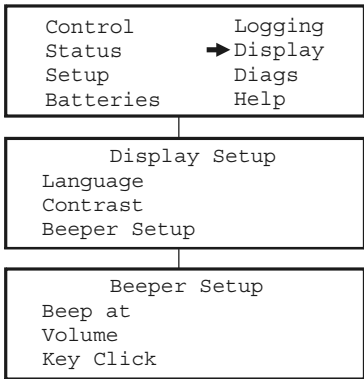 Control Logging
Status Display
Setup Diags
Batteries Help
Display Setup
Language
Contrast
Beeper Setup
Beeper Setup
Beep at
Volume
Key Click